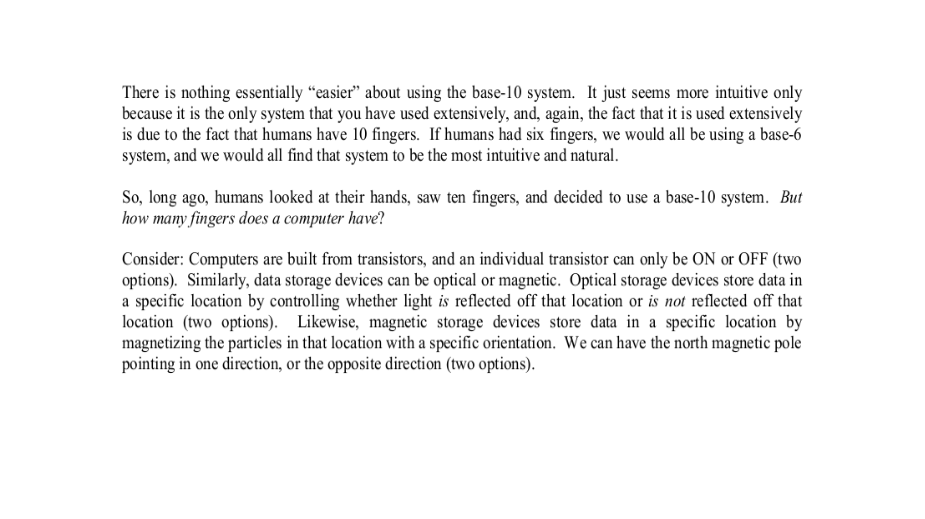 There is nothing essentially “easier” about using the base-10 system. It just seems more intuitive only
because it is the only system that you have used extensively, and, again, the fact that it is used extensively
is due to the fact that humans have 10 fingers. If humans had six fingers, we would all be using a base-6
system, and we would all find that system to be the most intuitive and natural.
So, long ago, humans looked at their hands, saw ten fingers, and decided to use a base-10 system. But
how many fingers does a computer have?
Consider: Computers are built from transistors, and an individual transistor can only be ON or OFF (two
options). Similarly, data storage devices can be optical or magnetic. Optical storage devices store data in
a specific location by controlling whether light is reflected off that location or is not reflected off that
location (two options). Likewise, magnetic storage devices store data in a specific location by
magnetizing the particles in that location with a specific orientation. We can have the north magnetic pole
pointing in one direction, or the opposite direction (two options).